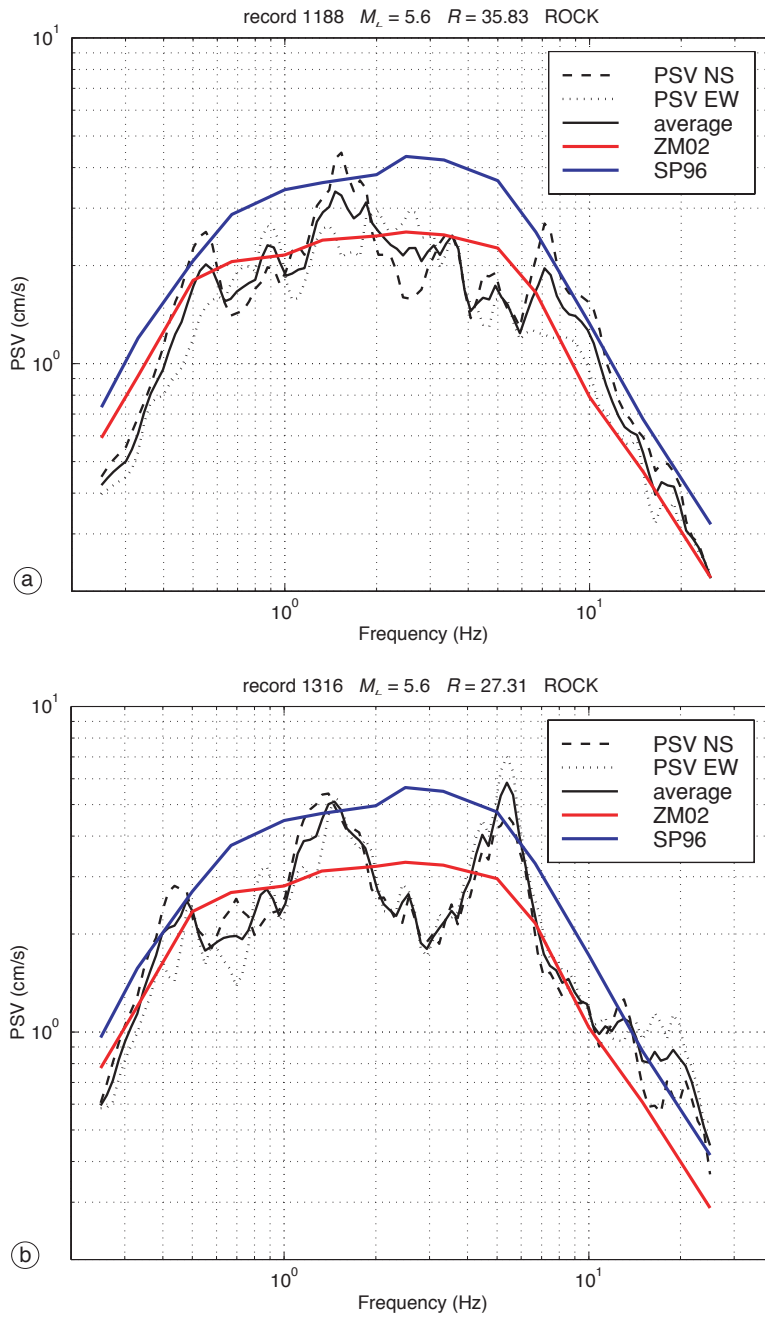 record 1188 M_L = 5.6 R = 35.83 ROCK
10^1
PSV NS
PSV EW
average
ZM02
SP96
PSV (cm/s)
10^0
a
10^0
10^1
Frequency (Hz)
record 1316 M_L = 5.6 R = 27.31 ROCK
10^1
PSV NS
PSV EW
average
ZM02
SP96
PSV (cm/s)
10^0
b
10^0
10^1
Frequency (Hz)